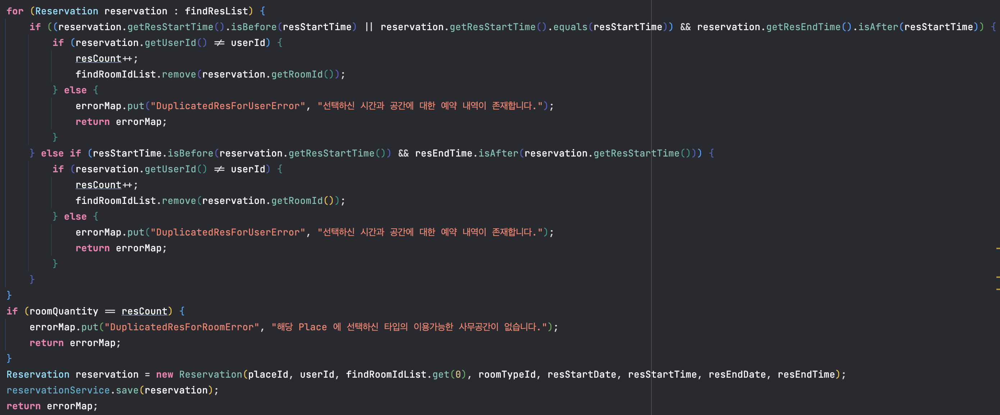 for (Reservation reservation : findResList) {
    if ((reservation.getResStartTime().isBefore(resStartTime) || reservation.getResStartTime().equals(resStartTime)) && reservation.getResEndTime().isAfter(resStartTime)) {
        if (reservation.getUserId() != userId) {
            resCount++;
            findRoomIdList.remove(reservation.getRoomId());
        } else {
            errorMap.put("DuplicatedResForUserError", "선택하신 시간과 공간에 대한 예약 내역이 존재합니다.");
            return errorMap;
        }
    } else if (resStartTime.isBefore(reservation.getResStartTime()) && resEndTime.isAfter(reservation.getResStartTime())) {
        if (reservation.getUserId() != userId) {
            resCount++;
            findRoomIdList.remove(reservation.getRoomId());
        } else {
            errorMap.put("DuplicatedResForUserError", "선택하신 시간과 공간에 대한 예약 내역이 존재합니다.");
            return errorMap;
        }
    }
}
if (roomQuantity == resCount) {
    errorMap.put("DuplicatedResForRoomError", "해당 Place 에 선택하신 타입의 이용가능한 사무공간이 없습니다.");
    return errorMap;
}
Reservation reservation = new Reservation(placeId, userId, findRoomIdList.get(0), roomTypeId, resStartDate, resStartTime, resEndDate, resEndTime);
reservationService.save(reservation);
return errorMap;